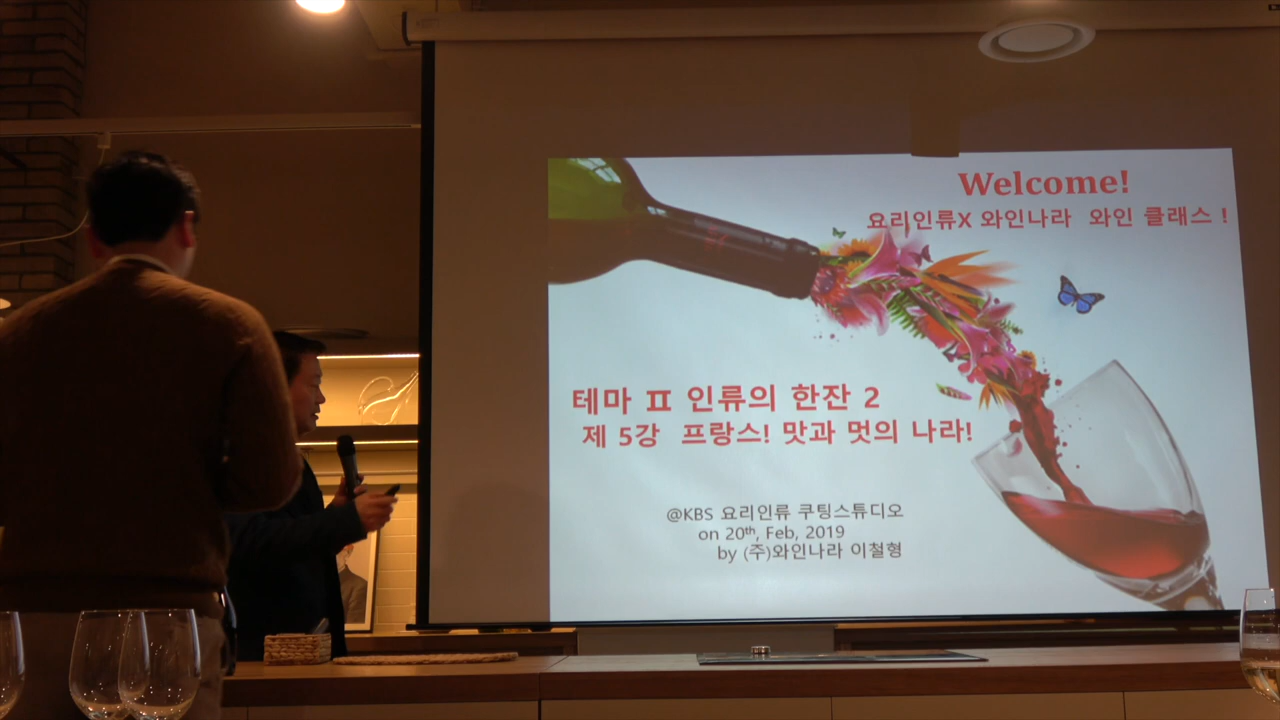 Welcome!
요리인류X 와인나라 와인 클래스 !
테마 ㅍ 인류의 한잔 2
제 5강 프랑스! 맛과 멋의 나라!
@KBS 요리인류 쿠팅스튜디오
on 20th, Feb, 2019
by (주)와인나라 이철형